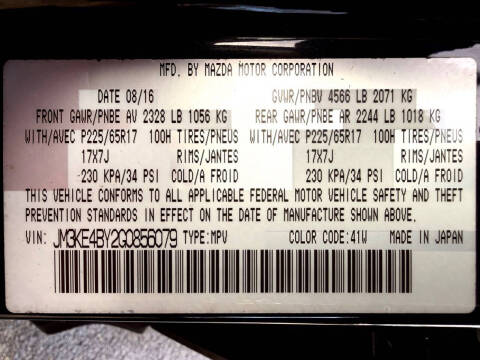 MFD. BY MAZDA MOTOR CORPORATION
DATE 08/16 GVWR/PNBV 4566 LB 2071 KG
FRONT GAWR/PNBE AV 2328 LB 1056 KG REAR GAWR/PNBE AR 2244 LB 1018 KG
WITH/AVEC P225/65R17 100H TIRES/PNEUS WITH/AVEC P225/65R17 100H TIRES/PNEUS
17X7J RIMS/JANTES 17X7J RIMS/JANTES
230 KPA/34 PSI COLD/A FROID 230 KPA/34 PSI COLD/A FROID
THIS VEHICLE CONFORMS TO ALL APPLICABLE FEDERAL MOTOR VEHICLE SAFETY AND THEFT
PREVENTION STANDARDS IN EFFECT ON THE DATE OF MANUFACTURE SHOWN ABOVE.
VIN: JM3KE4BY2G0856079 TYPE:MPV COLOR CODE:41W MADE IN JAPAN